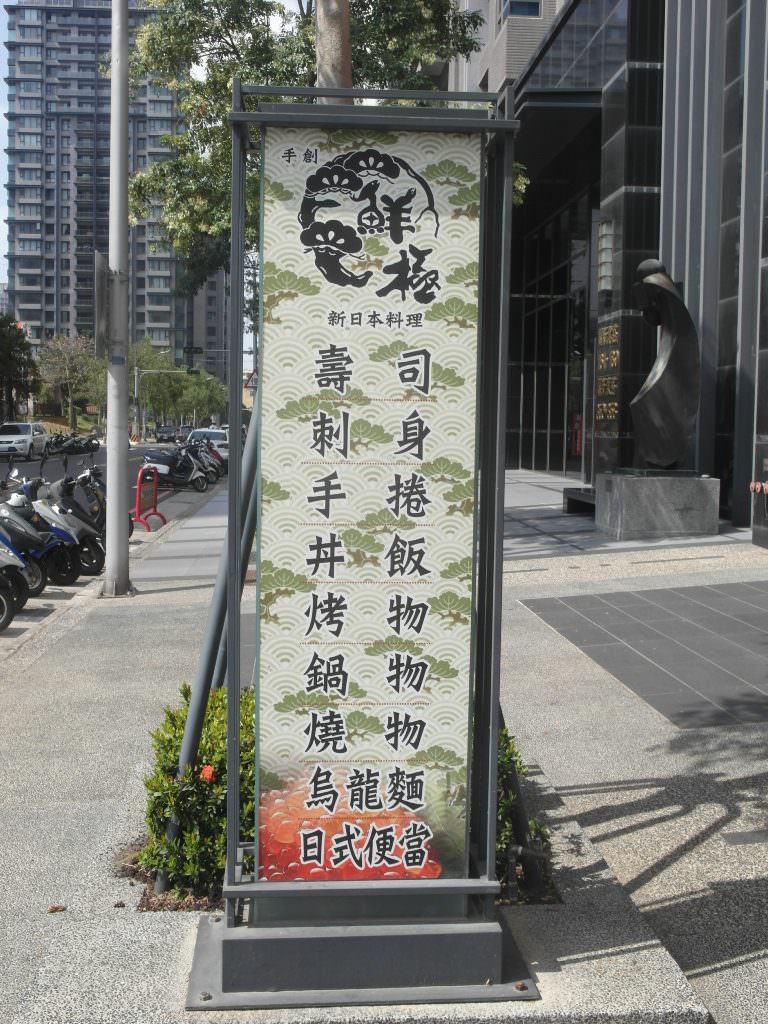 手創
鮮
極
新日本料理
壽司
刺身
手捲
丼飯
烤物
鍋物
燒物
烏龍麵
日式便當